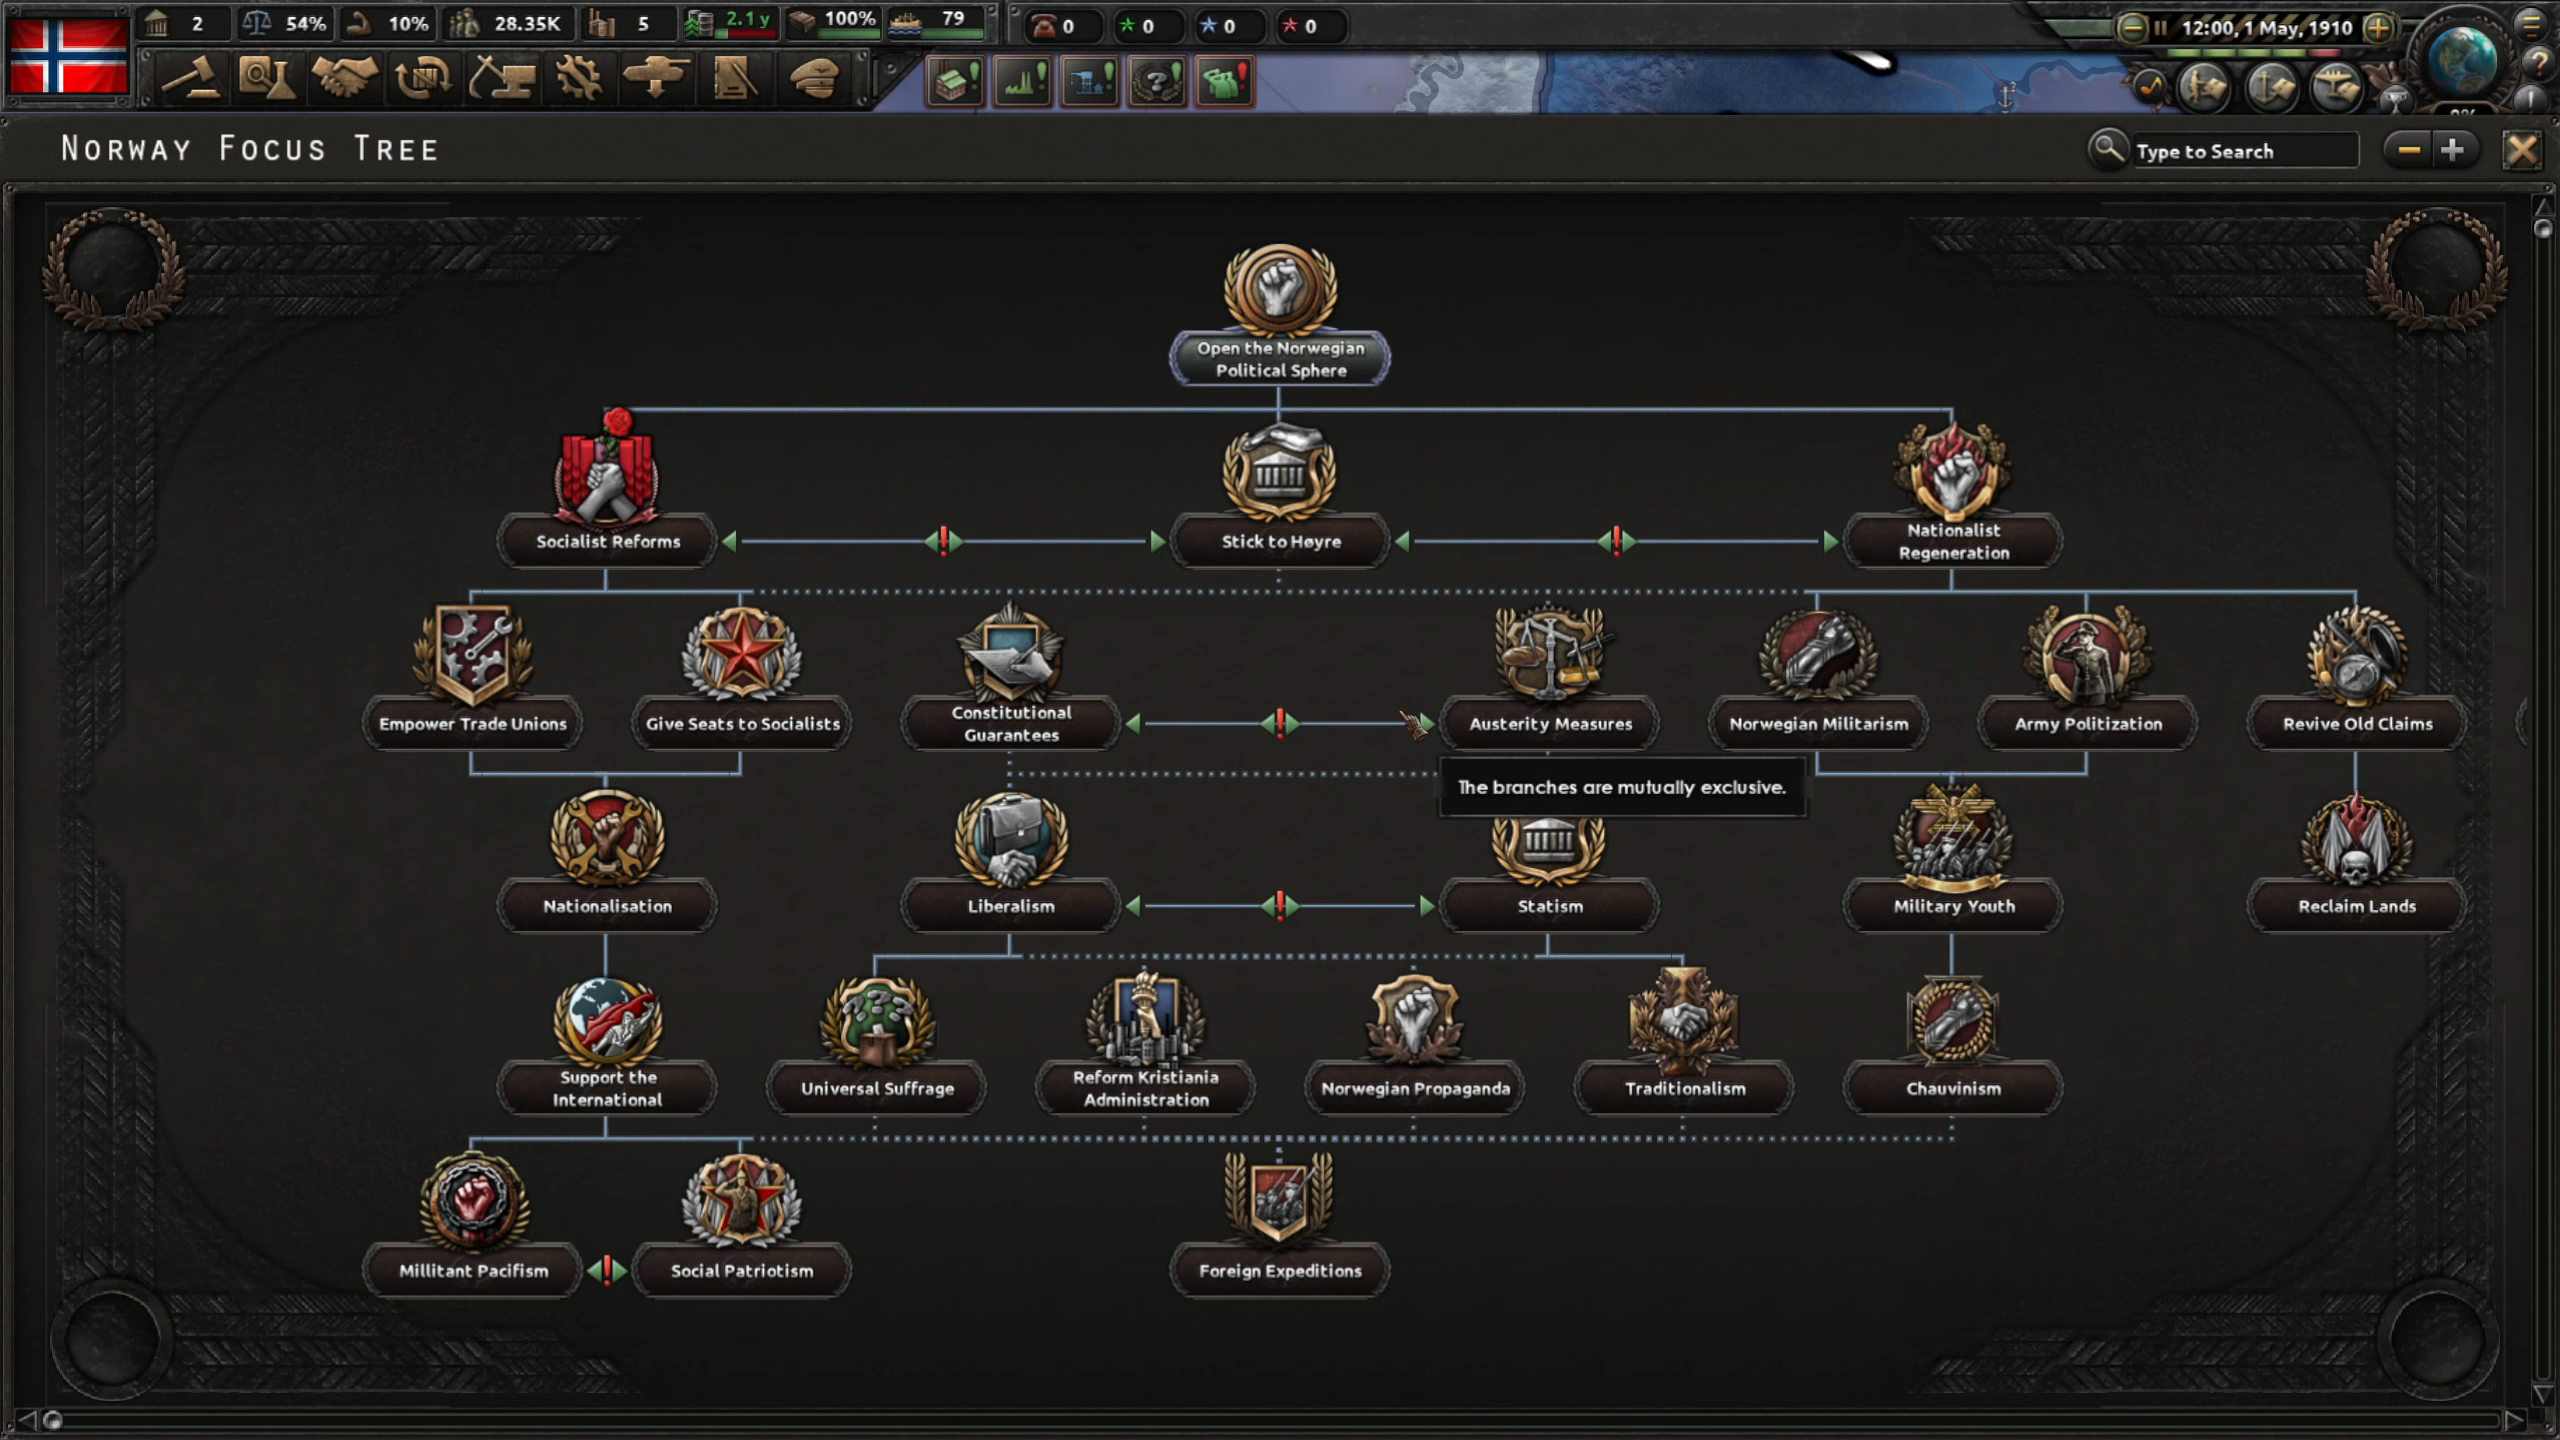 2
54%
10%
28.35K
5
2.1 y
100%
79
0
0
0
0
12:00, 1 May, 1910
Norway Focus Tree
Type to Search
Open the Norwegian
Political Sphere
Socialist Reforms
Stick to Høyre
Nationalist
Regeneration
Empower Trade Unions
Give Seats to Socialists
Constitutional
Guarantees
Austerity Measures
Norwegian Militarism
Army Politization
Revive Old Claims
The branches are mutually exclusive.
Nationalisation
Liberalism
Statism
Military Youth
Reclaim Lands
Support the
International
Universal Suffrage
Reform Kristiania
Administration
Norwegian Propaganda
Traditionalism
Chauvinism
Millitant Pacifism
Social Patriotism
Foreign Expeditions